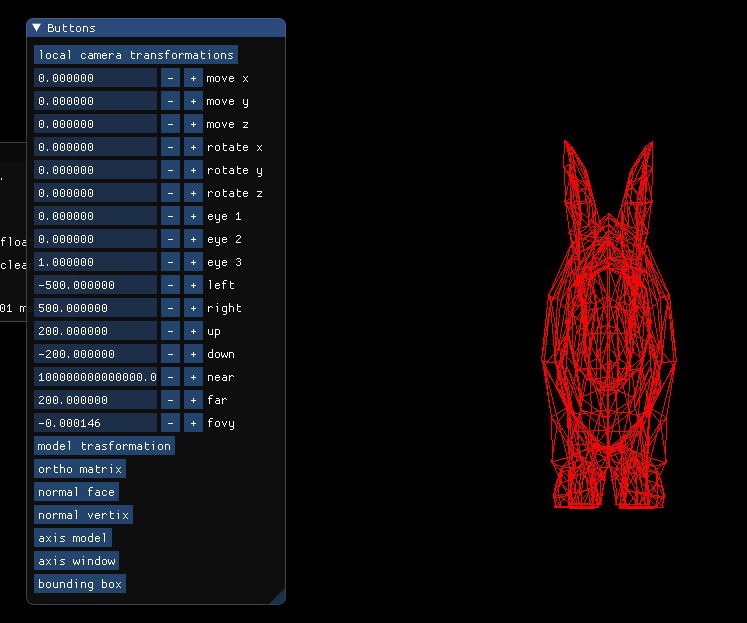 Buttons
local camera transformations
0.000000 - + move x
0.000000 - + move y
0.000000 - + move z
0.000000 - + rotate x
0.000000 - + rotate y
0.000000 - + rotate z
0.000000 - + eye 1
0.000000 - + eye 2
1.000000 - + eye 3
-500.000000 - + left
500.000000 - + right
200.000000 - + up
-200.000000 - + down
100000000000000.0 - + near
200.000000 - + far
-0.000146 - + fovy
model trasformation
ortho matrix
normal face
normal vertix
axis model
axis window
bounding box
.
floa
clea
01 m